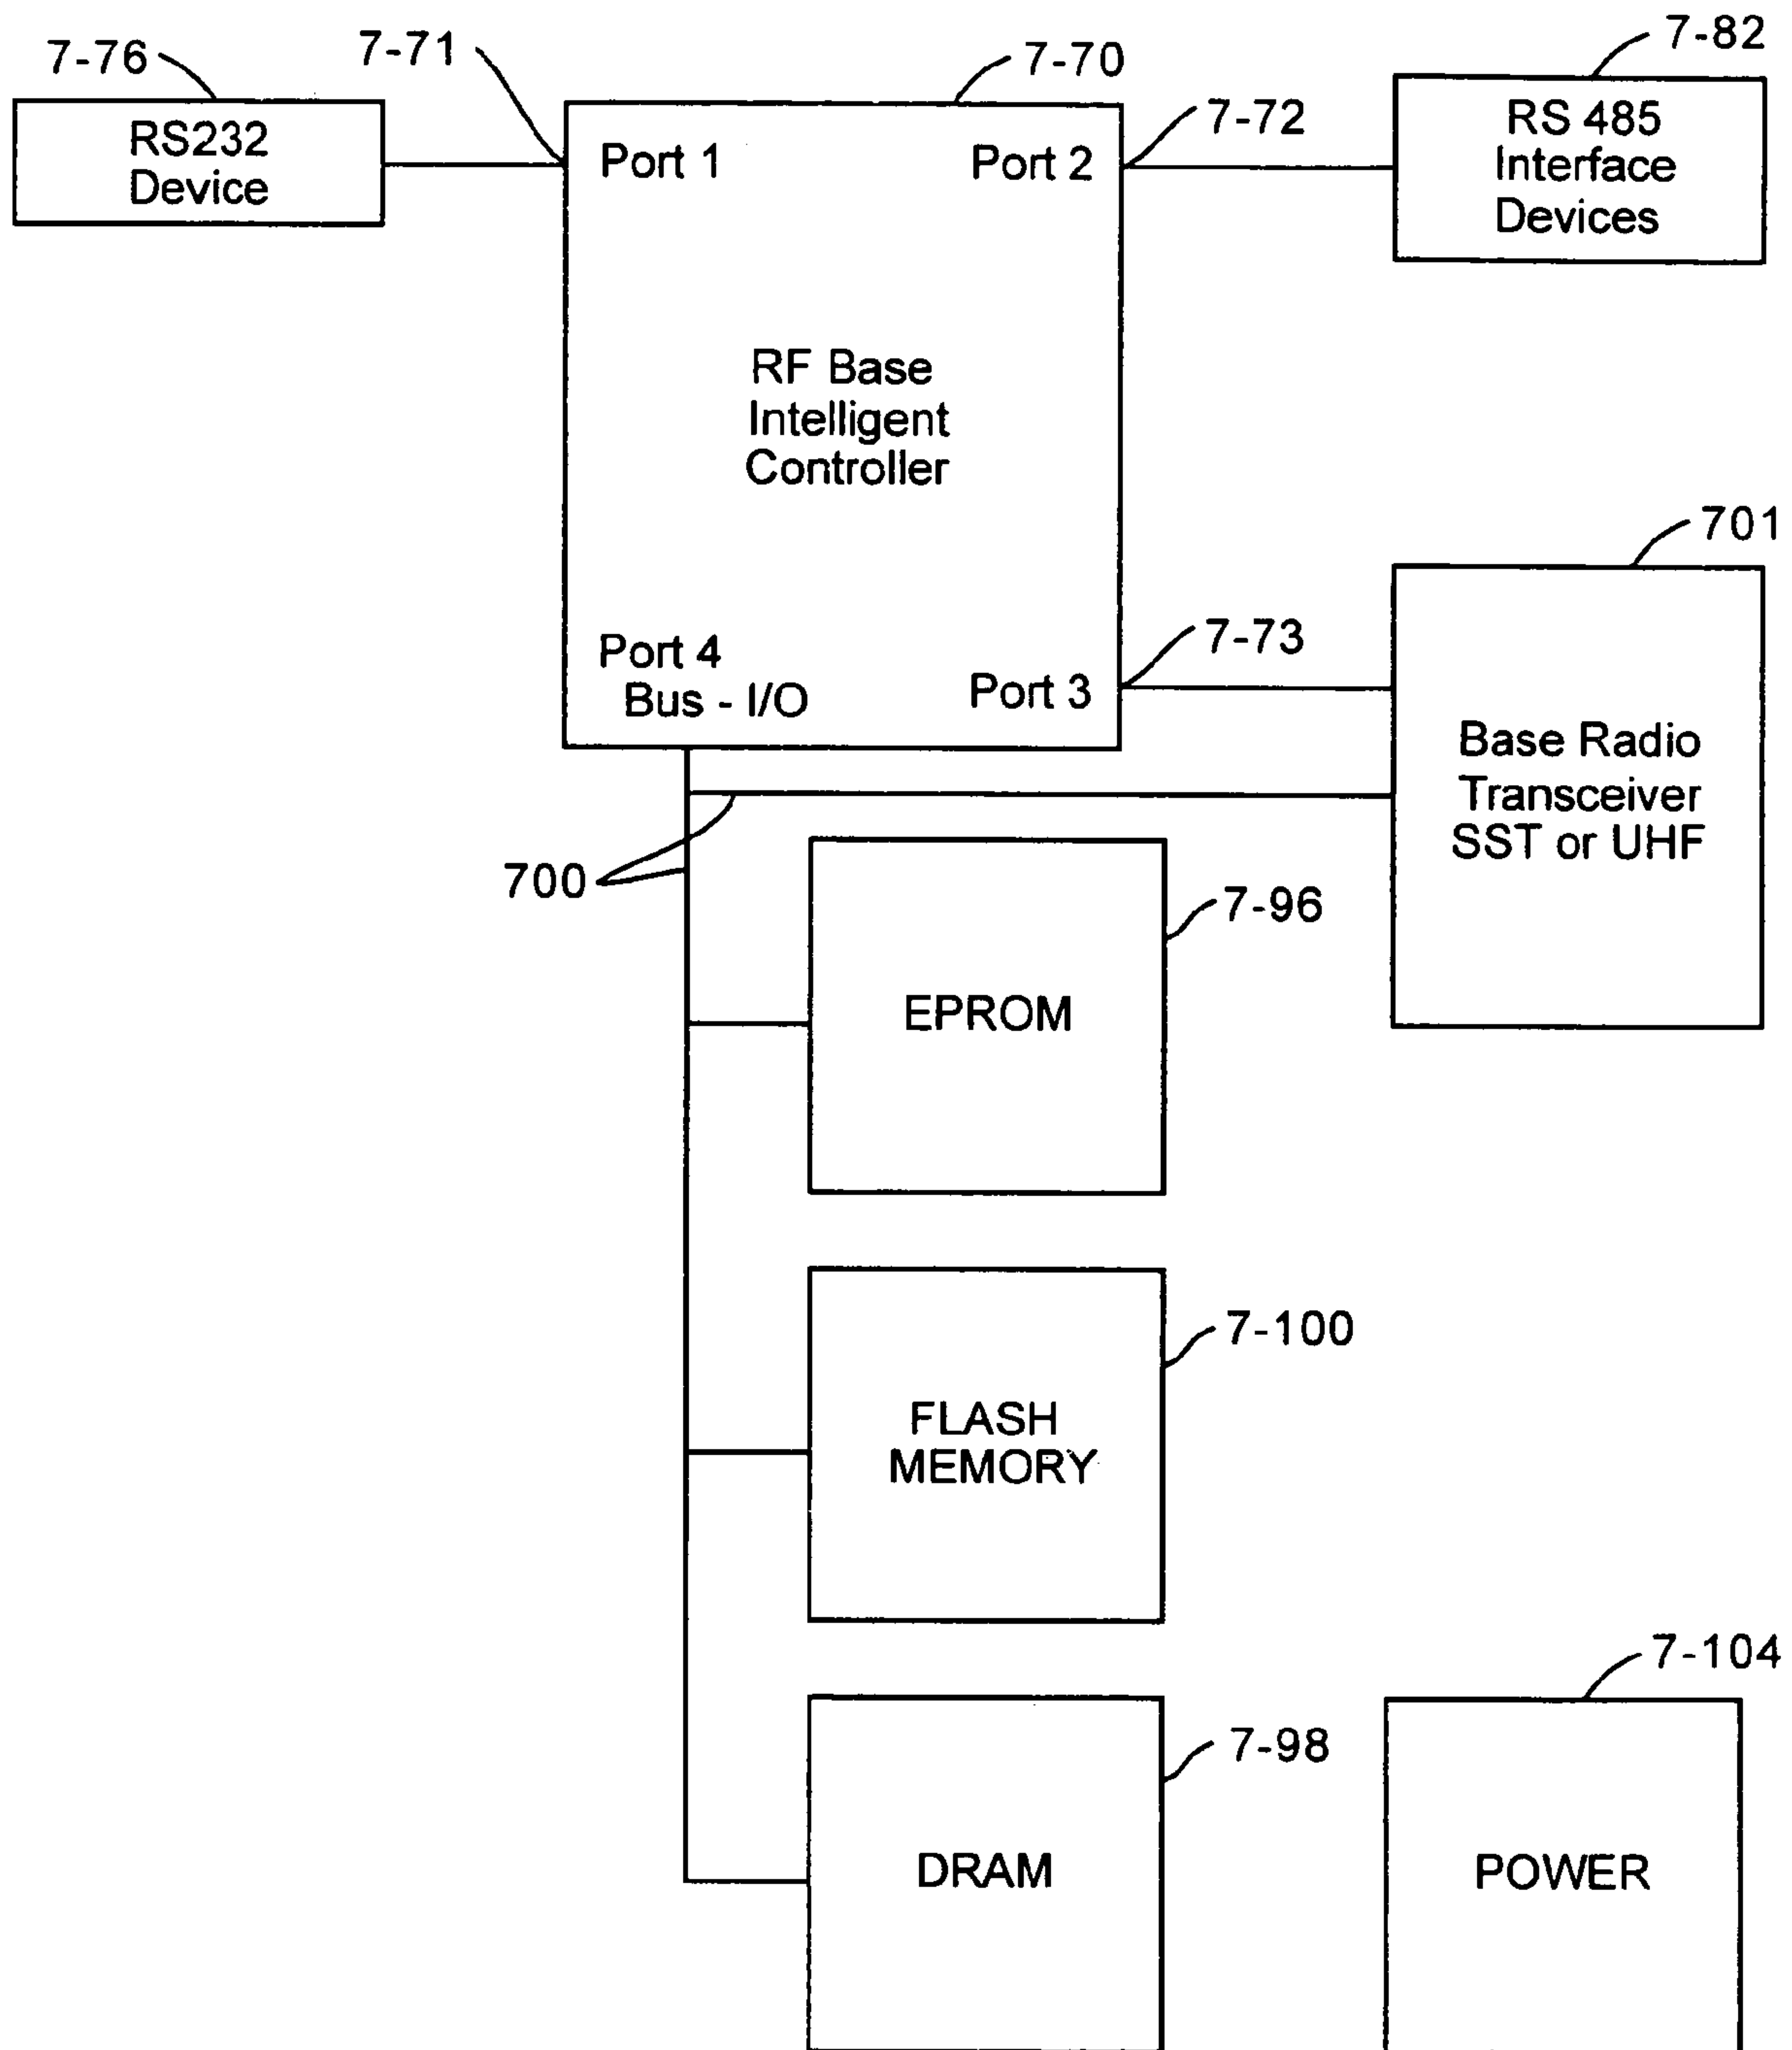 7-76
7-71
7-70
7-82
RS232
Device
Port 1
Port 2
7-72
RS 485
Interface
Devices
RF Base
Intelligent
Controller
701
Port 4
Bus - I/O
Port 3
7-73
Base Radio
Transceiver
SST or UHF
700
7-96
EPROM
7-100
FLASH
MEMORY
7-104
7-98
DRAM
POWER